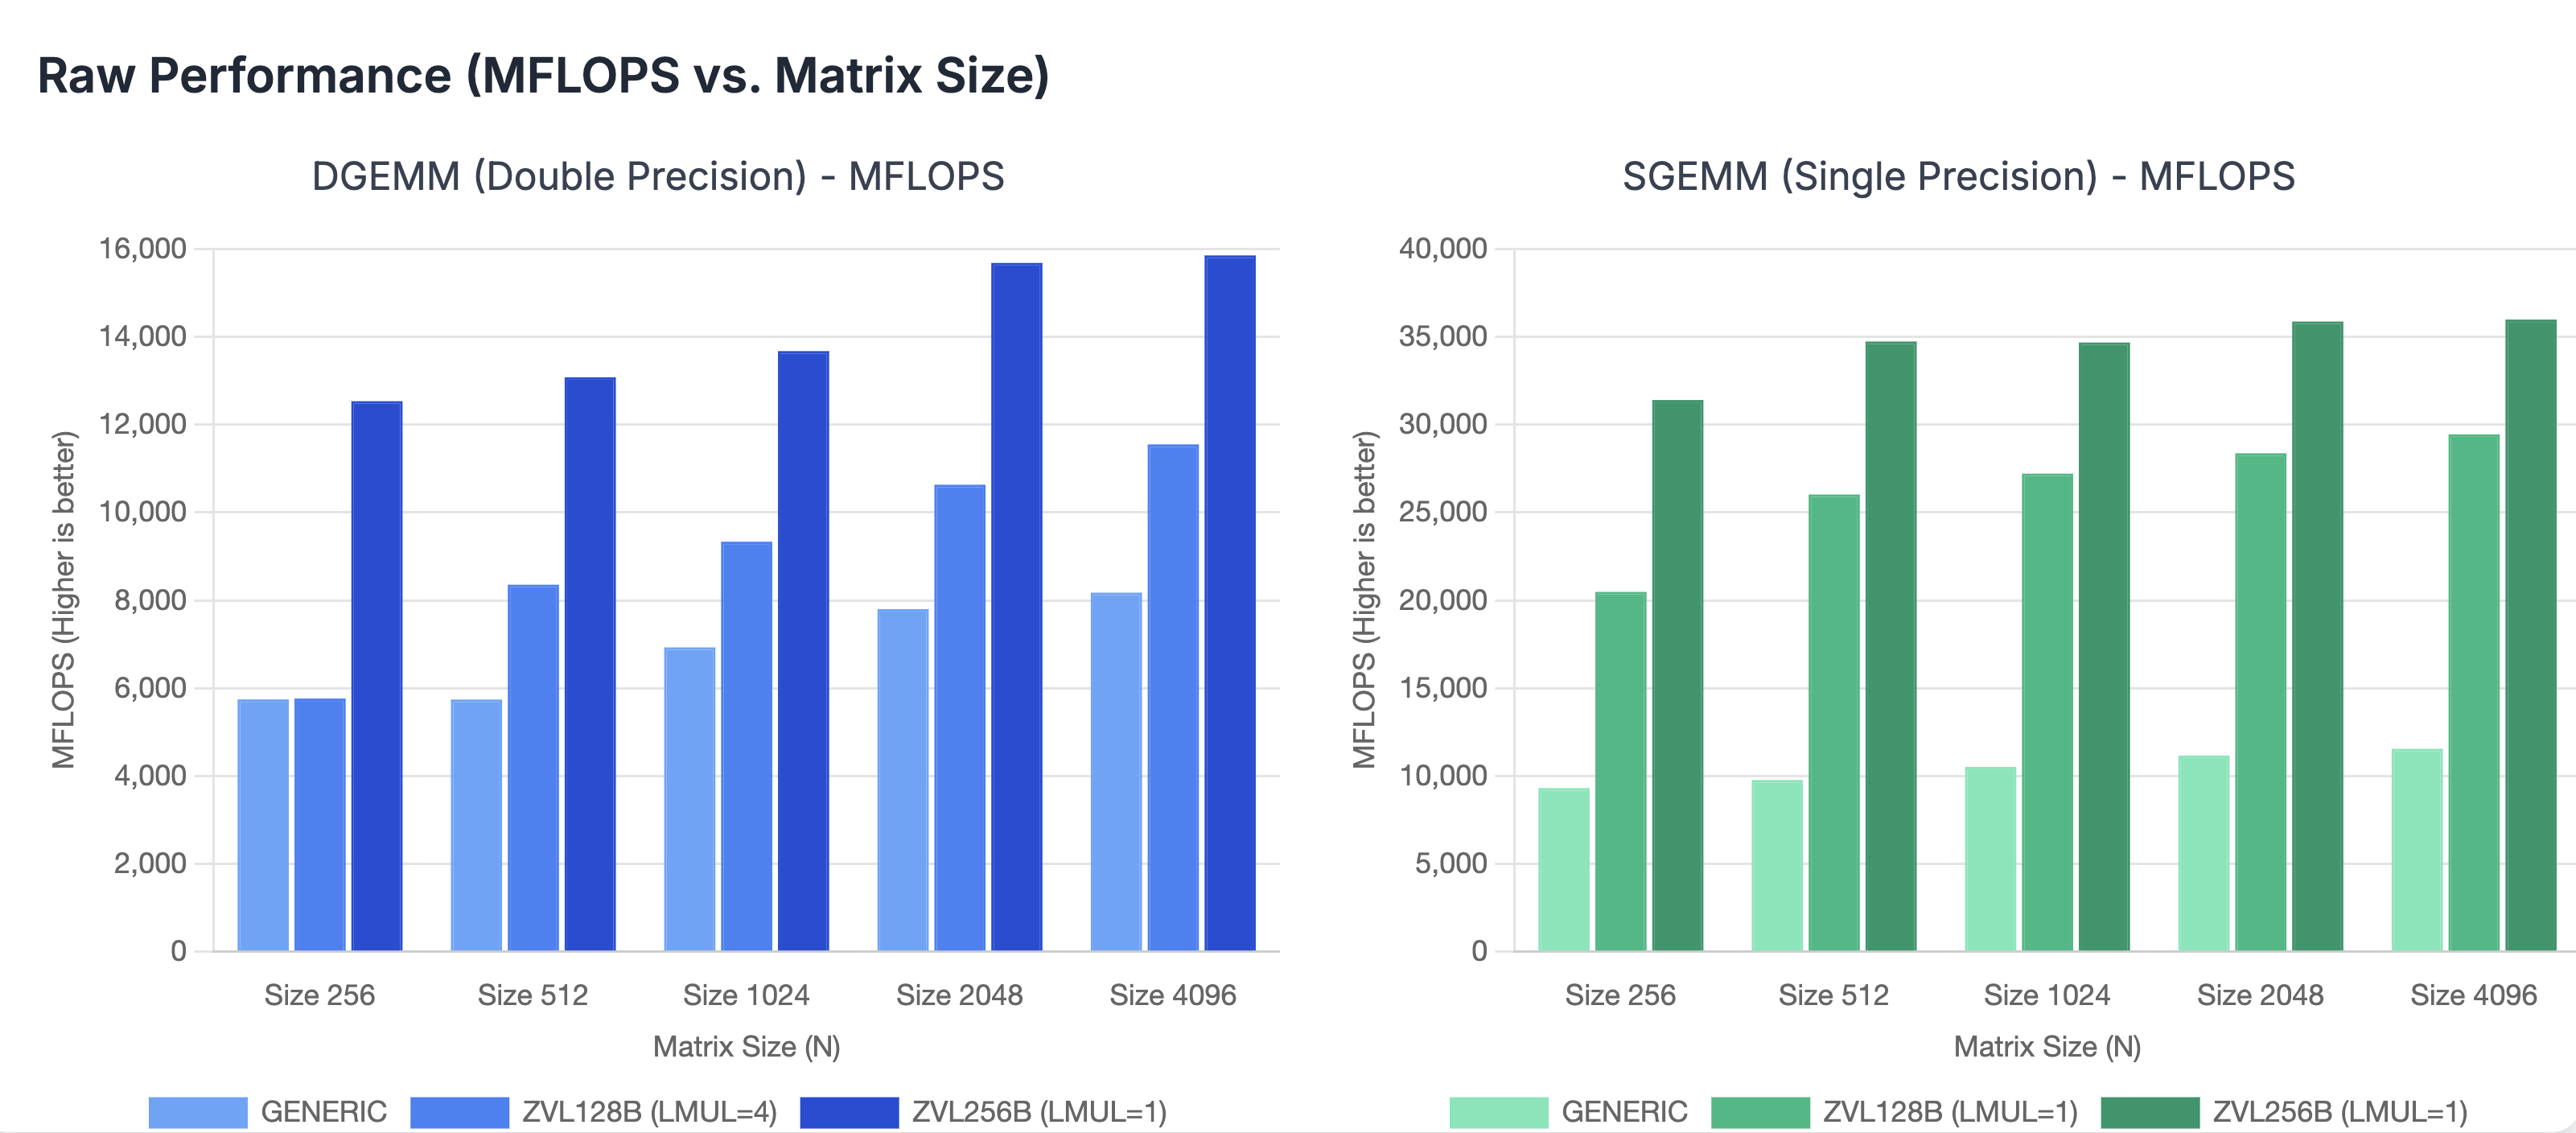 Raw Performance (MFLOPS vs. Matrix Size)
DGEMM (Double Precision) - MFLOPS
MFLOPS (Higher is better)
16,000
14,000
12,000
10,000
8,000
6,000
4,000
2,000
0
Size 256
Size 512
Size 1024
Size 2048
Size 4096
Matrix Size (N)
GENERIC
ZVL128B (LMUL=4)
ZVL256B (LMUL=1)
SGEMM (Single Precision) - MFLOPS
MFLOPS (Higher is better)
40,000
35,000
30,000
25,000
20,000
15,000
10,000
5,000
0
Size 256
Size 512
Size 1024
Size 2048
Size 4096
Matrix Size (N)
GENERIC
ZVL128B (LMUL=1)
ZVL256B (LMUL=1)